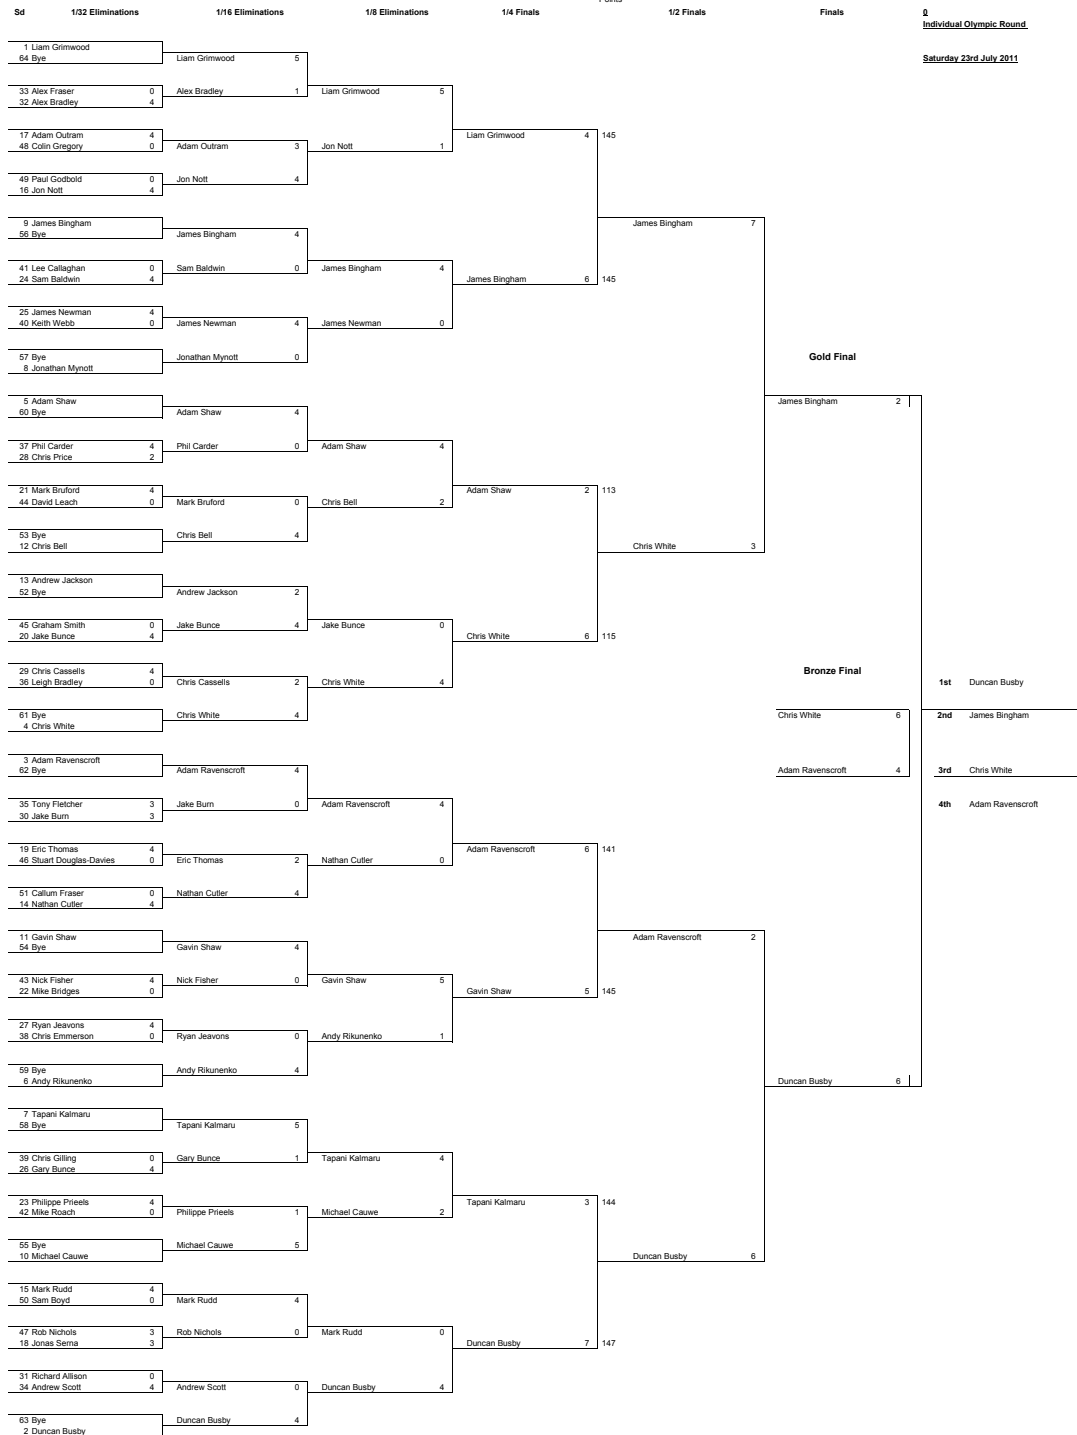 Points
Sd 1/32 Eliminations 1/16 Eliminations 1/8 Eliminations 1/4 Finals 1/2 Finals Finals 0
Individual Olympic Round
Saturday 23rd July 2011
1 Liam Grimwood
64 Bye
Liam Grimwood 5
33 Alex Fraser 0
Alex Bradley 1
Liam Grimwood 5
32 Alex Bradley 4
17 Adam Outram 4
Liam Grimwood 4 145
48 Colin Gregory 0
Adam Outram 3
Jon Nott 1
49 Paul Godbold 0
Jon Nott 4
16 Jon Nott 4
9 James Bingham
James Bingham 7
56 Bye
James Bingham 4
41 Lee Callaghan 0
Sam Baldwin 0
James Bingham 4
24 Sam Baldwin 4
James Bingham 6 145
25 James Newman 4
40 Keith Webb 0
James Newman 4
James Newman 0
57 Bye
Jonathan Mynott 0
Gold Final
8 Jonathan Mynott
5 Adam Shaw
James Bingham 2
60 Bye
Adam Shaw 4
37 Phil Carder 4
Phil Carder 0
Adam Shaw 4
28 Chris Price 2
21 Mark Bruford 4
Adam Shaw 2 113
44 David Leach 0
Mark Bruford 0
Chris Bell 2
53 Bye
Chris Bell 4
12 Chris Bell
Chris White 3
13 Andrew Jackson
52 Bye
Andrew Jackson 2
45 Graham Smith 0
Jake Bunce 4
Jake Bunce 0
20 Jake Bunce 4
Chris White 6 115
29 Chris Cassells 4
Bronze Final
36 Leigh Bradley 0
Chris Cassells 2
Chris White 4
1st Duncan Busby
61 Bye
Chris White 4
Chris White 6
2nd James Bingham
4 Chris White
3 Adam Ravenscroft
62 Bye
Adam Ravenscroft 4
Adam Ravenscroft 4
3rd Chris White
35 Tony Fletcher 3
Jake Burn 0
Adam Ravenscroft 4
4th Adam Ravenscroft
30 Jake Burn 3
19 Eric Thomas 4
Adam Ravenscroft 6 141
46 Stuart Douglas-Davies 0
Eric Thomas 2
Nathan Cutler 0
51 Callum Fraser 0
Nathan Cutler 4
14 Nathan Cutler 4
11 Gavin Shaw
Adam Ravenscroft 2
54 Bye
Gavin Shaw 4
43 Nick Fisher 4
Nick Fisher 0
Gavin Shaw 5
22 Mike Bridges 0
Gavin Shaw 5 145
27 Ryan Jeavons 4
38 Chris Emmerson 0
Ryan Jeavons 0
Andy Rikunenko 1
59 Bye
Andy Rikunenko 4
6 Andy Rikunenko
Duncan Busby 6
7 Tapani Kalmaru
58 Bye
Tapani Kalmaru 5
39 Chris Gilling 0
Gary Bunce 1
Tapani Kalmaru 4
26 Gary Bunce 4
23 Philippe Prieels 4
Tapani Kalmaru 3 144
42 Mike Roach 0
Philippe Prieels 1
Michael Cauwe 2
55 Bye
Michael Cauwe 5
10 Michael Cauwe
Duncan Busby 6
15 Mark Rudd 4
50 Sam Boyd 0
Mark Rudd 4
47 Rob Nichols 3
Rob Nichols 0
Mark Rudd 0
18 Jonas Serna 3
Duncan Busby 7 147
31 Richard Allison 0
34 Andrew Scott 4
Andrew Scott 0
Duncan Busby 4
63 Bye
Duncan Busby 4
2 Duncan Busby